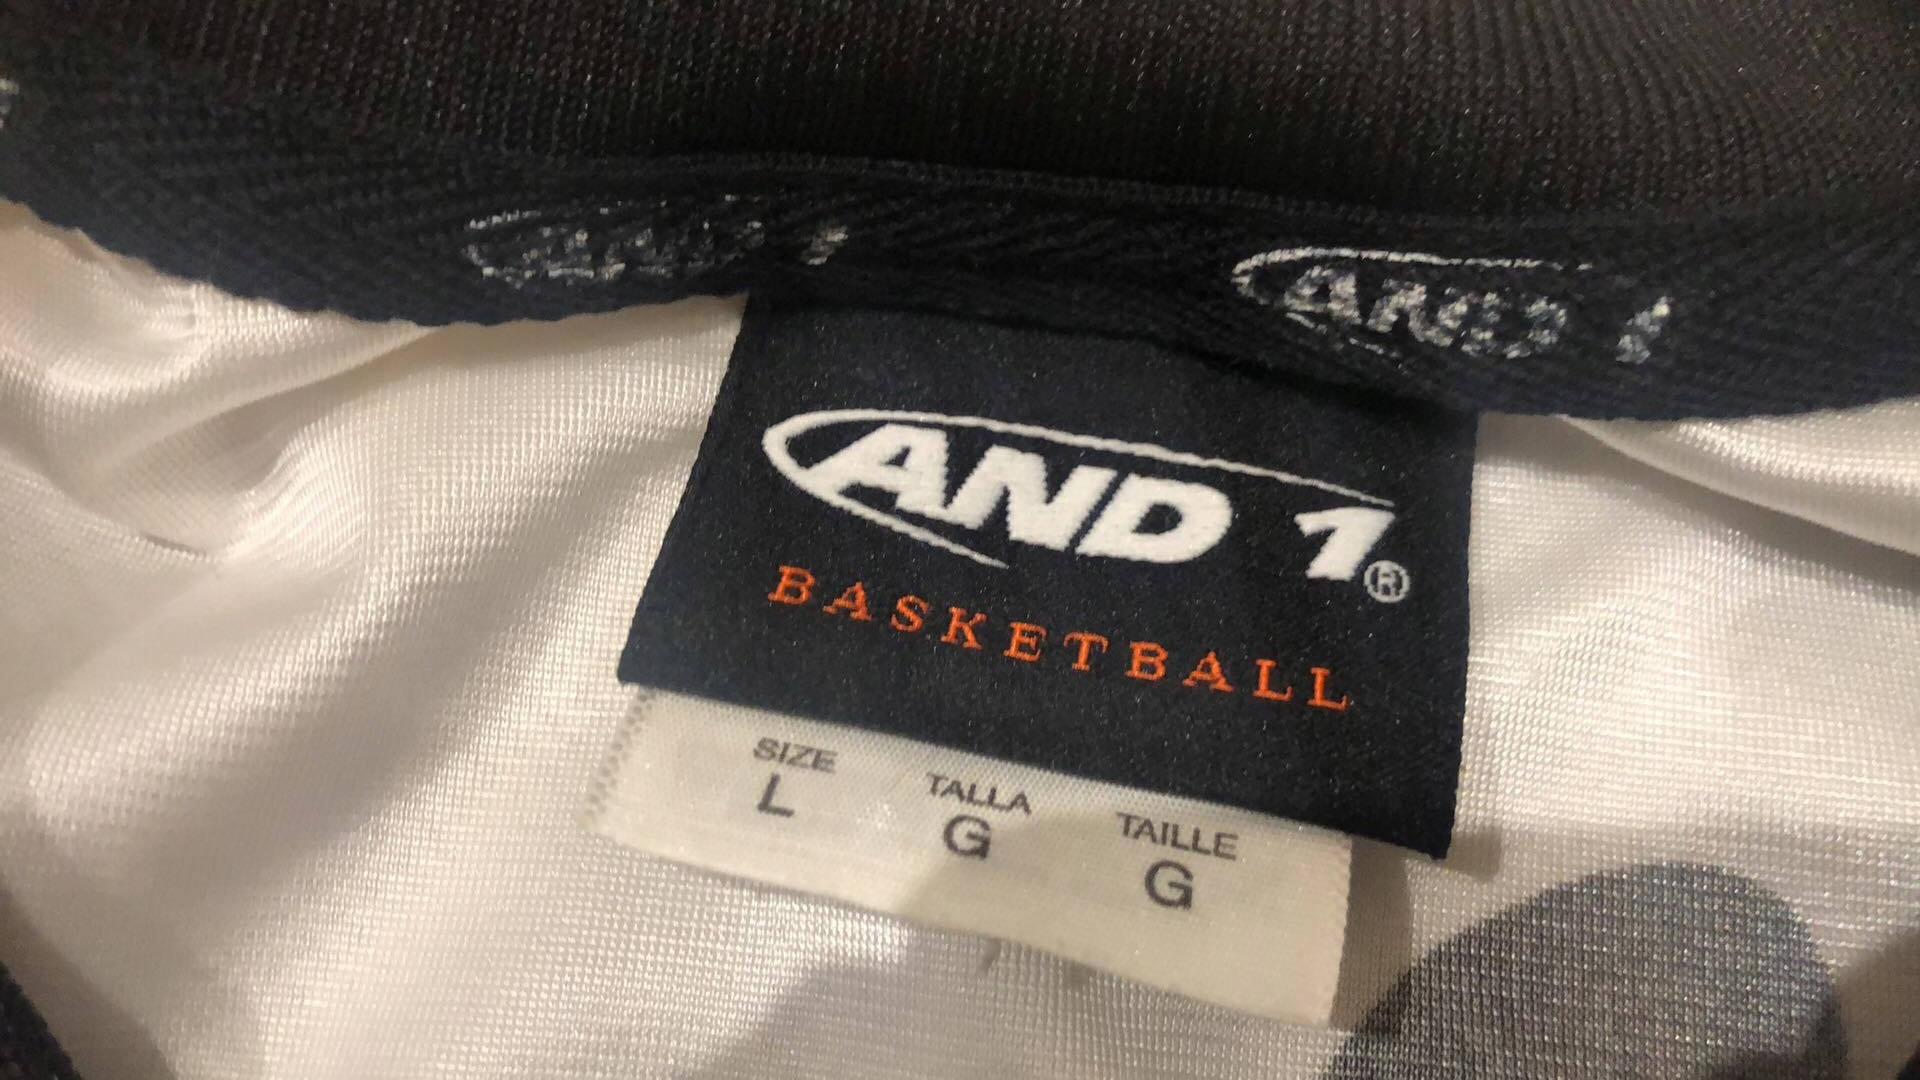 AND 1
AND 1
AND 1®
BASKETBALL
SIZE TALLA TAILLE
L G G